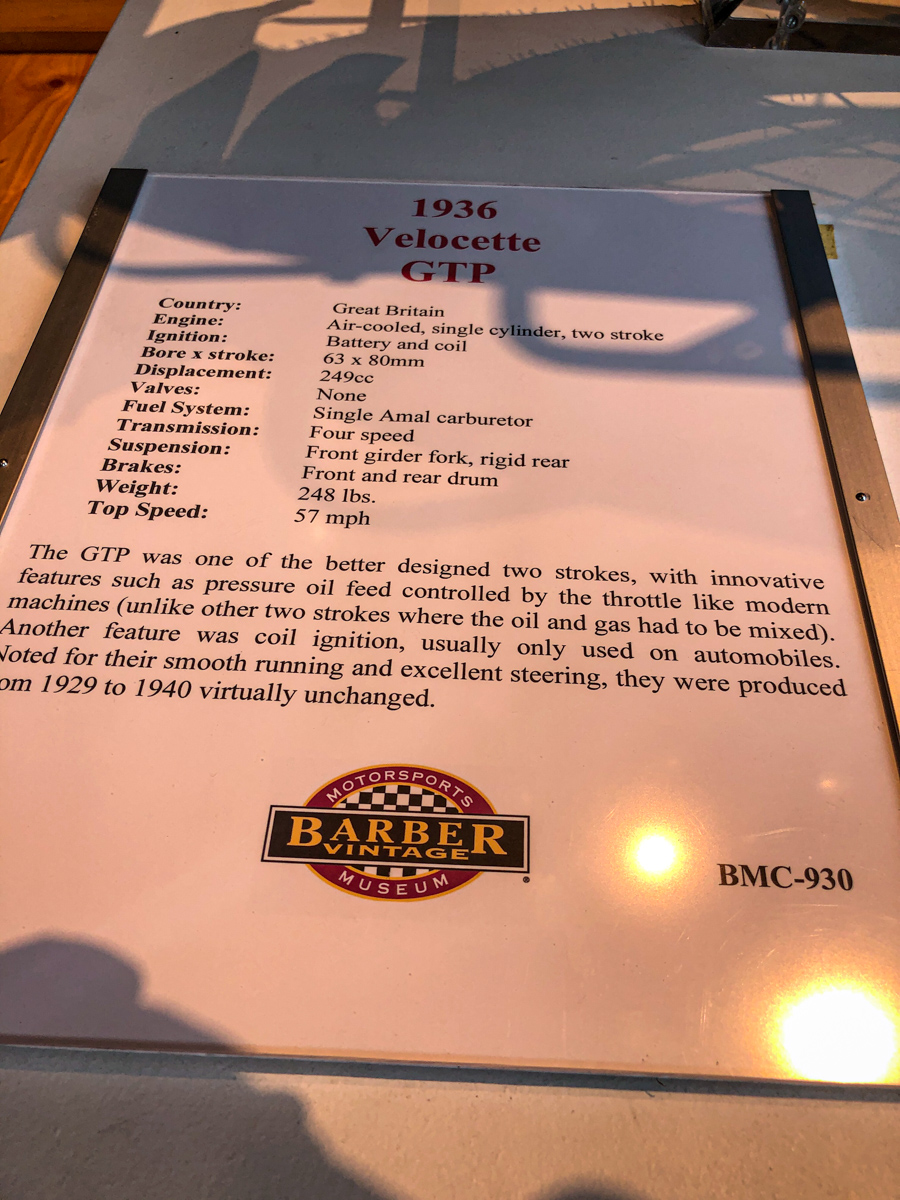 1936
Velocette
GTP
Country: Great Britain
Engine: Air-cooled, single cylinder, two stroke
Ignition: Battery and coil
Bore x stroke: 63 x 80mm
Displacement: 249cc
Valves: None
Fuel System: Single Amal carburetor
Transmission: Four speed
Suspension: Front girder fork, rigid rear
Brakes: Front and rear drum
Weight: 248 lbs.
Top Speed: 57 mph
The GTP was one of the better designed two strokes, with innovative
features such as pressure oil feed controlled by the throttle like modern
machines (unlike other two strokes where the oil and gas had to be mixed).
Another feature was coil ignition, usually only used on automobiles.
Noted for their smooth running and excellent steering, they were produced
om 1929 to 1940 virtually unchanged.
MOTORSPORTS
BARBER
VINTAGE
MUSEUM
BMC-930